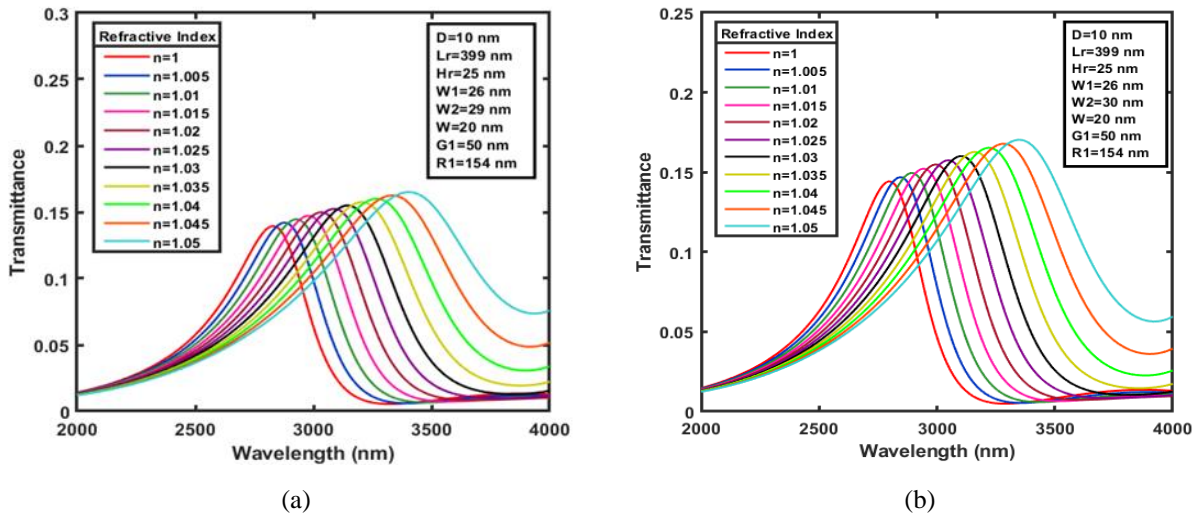 0.3
0.25
0.2
0.15
0.1
0.05
0
Transmittance
Refractive Index
n=1
n=1.005
n=1.01
n=1.015
n=1.02
n=1.025
n=1.03
n=1.035
n=1.04
n=1.045
n=1.05
D=10 nm
Lr=399 nm
Hr=25 nm
W1=26 nm
W2=29 nm
W=20 nm
G1=50 nm
R1=154 nm
2000 2500 3000 3500 4000
Wavelength (nm)
(a)
0.25
0.2
0.15
0.1
0.05
0
Transmittance
Refractive Index
n=1
n=1.005
n=1.01
n=1.015
n=1.02
n=1.025
n=1.03
n=1.035
n=1.04
n=1.045
n=1.05
D=10 nm
Lr=399 nm
Hr=25 nm
W1=26 nm
W2=30 nm
W=20 nm
G1=50 nm
R1=154 nm
2000 2500 3000 3500 4000
Wavelength (nm)
(b)